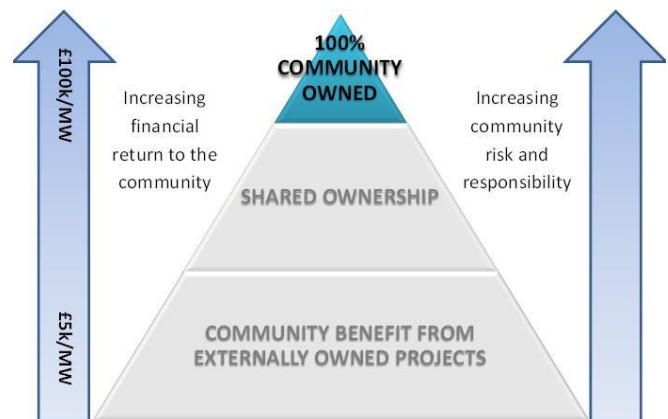 £100k/MW
£5k/MW
Increasing
financial
return to the
community
100%
COMMUNITY
OWNED
SHARED OWNERSHIP
COMMUNITY BENEFIT FROM
EXTERNALLY OWNED PROJECTS
Increasing
community
risk and
responsibility